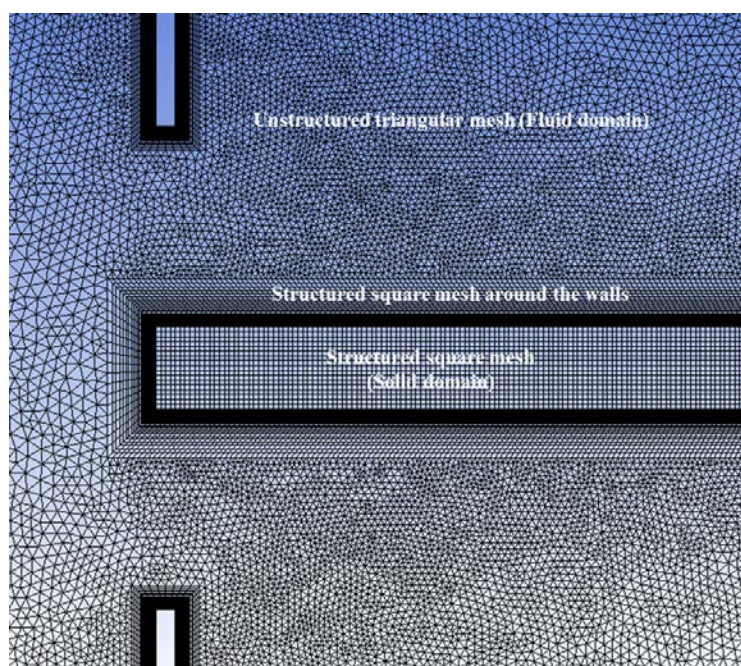 Unstructured triangular mesh (Fluid domain)
Structured square mesh around the walls
Structured square mesh
(Solid domain)